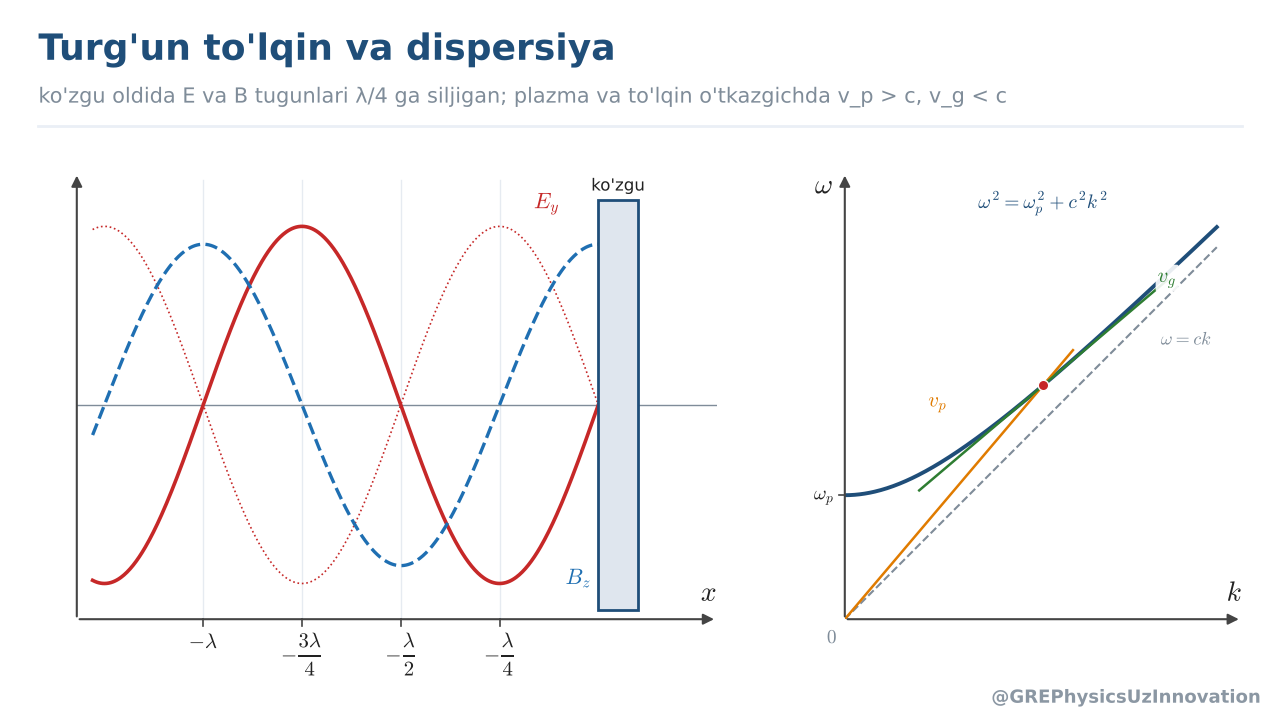 Turg'un to'lqin va dispersiya
ko'zgu oldida E va B tugunlari λ/4 ga siljigan; plazma va to'lqin o'tkazgichda v_p > c, v_g < c
ko'zgu
E_y
B_z
x
−λ
−3λ/4
−λ/2
−λ/4
ω
ω² = ω_p² + c²k²
v_g
ω = ck
v_p
ω_p
k
0
@GREPhysicsUzInnovation